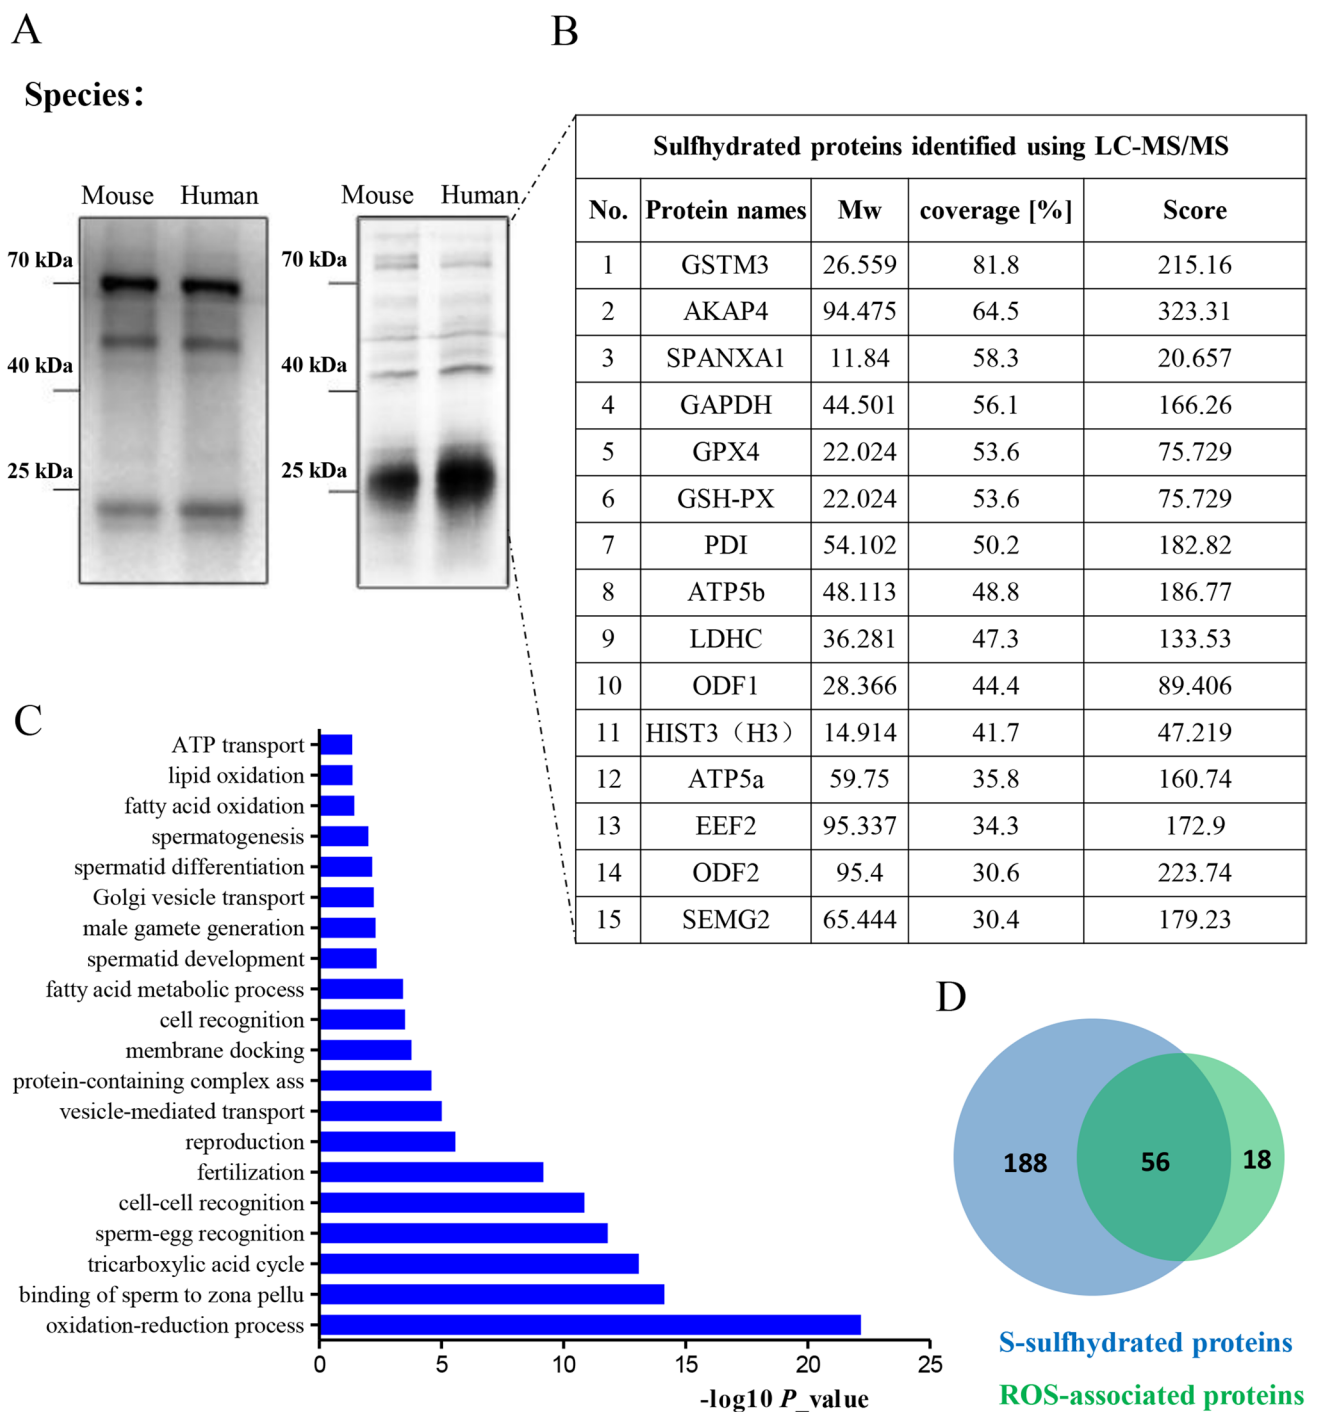 A
Species：
Mouse Human
70 kDa
40 kDa
25 kDa
Mouse Human
70 kDa
40 kDa
25 kDa
B
Sulfhydrated proteins identified using LC-MS/MS
No. Protein names Mw coverage [%] Score
1 GSTM3 26.559 81.8 215.16
2 AKAP4 94.475 64.5 323.31
3 SPANXA1 11.84 58.3 20.657
4 GAPDH 44.501 56.1 166.26
5 GPX4 22.024 53.6 75.729
6 GSH-PX 22.024 53.6 75.729
7 PDI 54.102 50.2 182.82
8 ATP5b 48.113 48.8 186.77
9 LDHC 36.281 47.3 133.53
10 ODF1 28.366 44.4 89.406
11 HIST3（H3） 14.914 41.7 47.219
12 ATP5a 59.75 35.8 160.74
13 EEF2 95.337 34.3 172.9
14 ODF2 95.4 30.6 223.74
15 SEMG2 65.444 30.4 179.23
C
ATP transport
lipid oxidation
fatty acid oxidation
spermatogenesis
spermatid differentiation
Golgi vesicle transport
male gamete generation
spermatid development
fatty acid metabolic process
cell recognition
membrane docking
protein-containing complex ass
vesicle-mediated transport
reproduction
fertilization
cell-cell recognition
sperm-egg recognition
tricarboxylic acid cycle
binding of sperm to zona pellu
oxidation-reduction process
0 5 10 15 20 25
-log10 P_value
D
188 56 18
S-sulfhydrated proteins
ROS-associated proteins